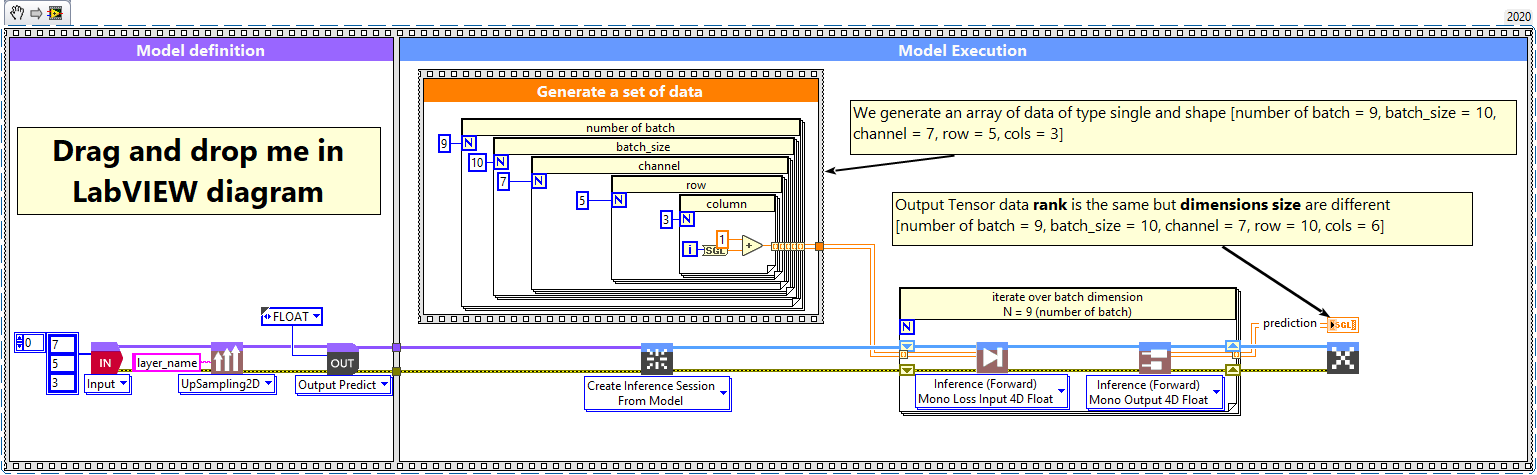 2020
Model definition
Model Execution
Generate a set of data
Drag and drop me in
LabVIEW diagram
number of batch
9
N
batch_size
10
N
channel
7
N
row
5
N
column
3
N
i
SGL
1
+
We generate an array of data of type single and shape [number of batch = 9, batch_size = 10,
channel = 7, row = 5, cols = 3]
Output Tensor data rank is the same but dimensions size are different
[number of batch = 9, batch_size = 10, channel = 7, row = 10, cols = 6]
iterate over batch dimension
N = 9 (number of batch)
N
prediction
SGL
FLOAT
0
7
5
3
IN
layer_name
OUT
Input
UpSampling2D
Output Predict
Create Inference Session
From Model
Inference (Forward)
Mono Loss Input 4D Float
Inference (Forward)
Mono Output 4D Float